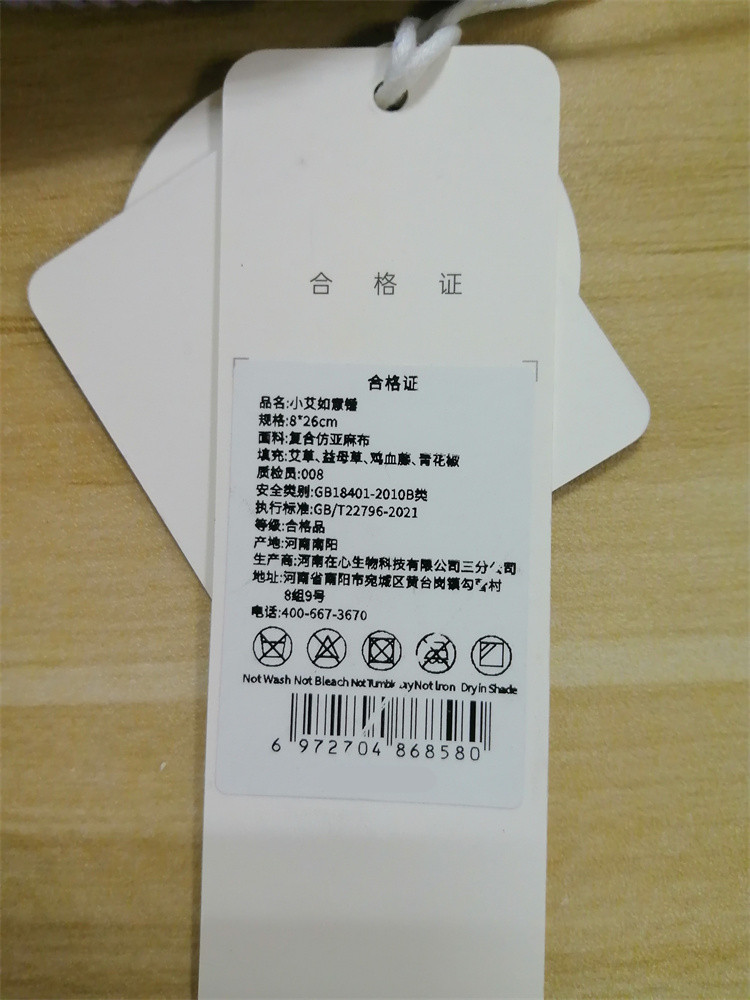 合格证
合格证
品名:小艾如意锤
规格:8*26cm
面料:复合仿亚麻布
填充:艾草、益母草、鸡血藤、青花椒
质检员:008
安全类别:GB18401-2010B类
执行标准:GB/T22796-2021
等级:合格品
产地:河南南阳
生产商:河南在心生物科技有限公司三分公司
地址:河南省南阳市宛城区黄台岗镇勾 村
8组9号
电话:400-667-3670
Not Wash Not Bleach Not Tumble Dry Not Iron Dry in Shade
6 972704 868580